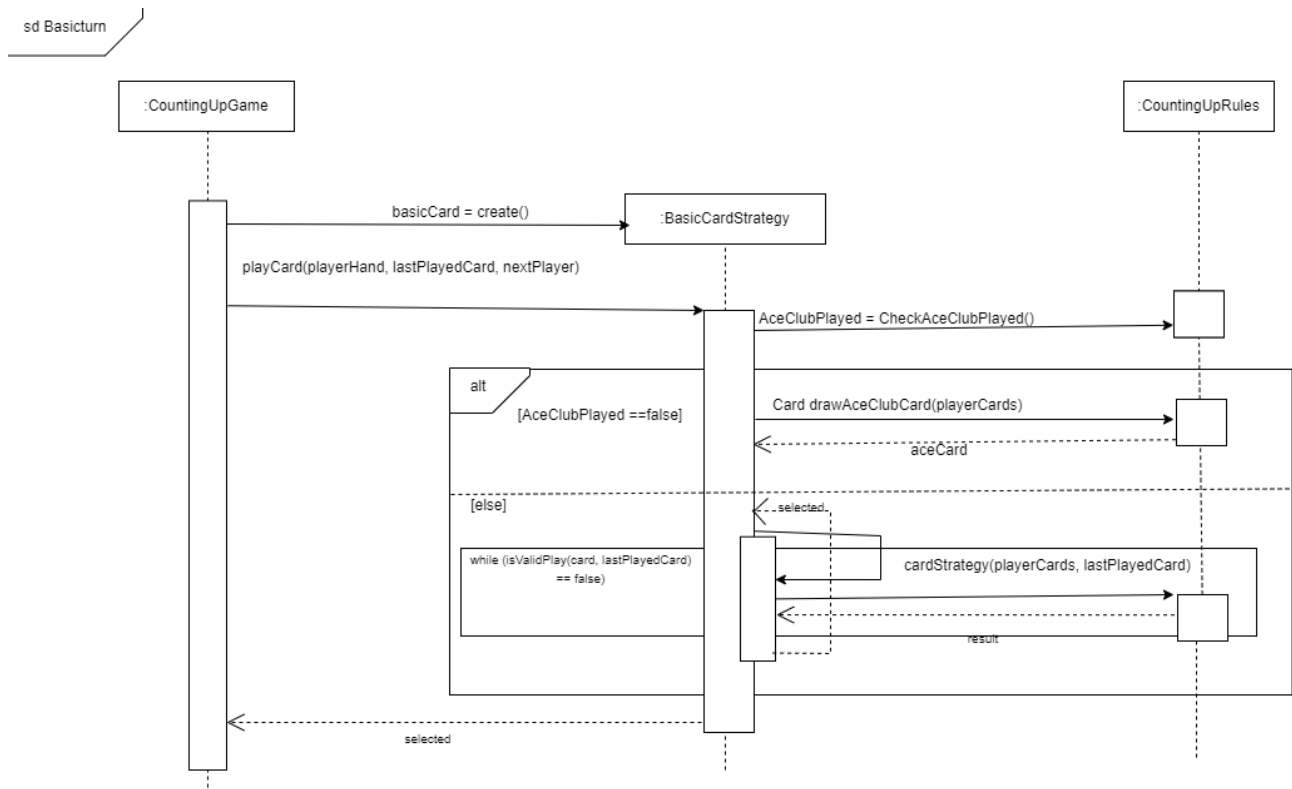 sd Basicturn
:CountingUpGame
:CountingUpRules
basicCard = create()
:BasicCardStrategy
playCard(playerHand, lastPlayedCard, nextPlayer)
AceClubPlayed = CheckAceClubPlayed()
alt
[AceClubPlayed ==false]
Card drawAceClubCard(playerCards)
aceCard
[else]
selected
while (isValidPlay(card, lastPlayedCard)
== false)
cardStrategy(playerCards, lastPlayedCard)
result
selected